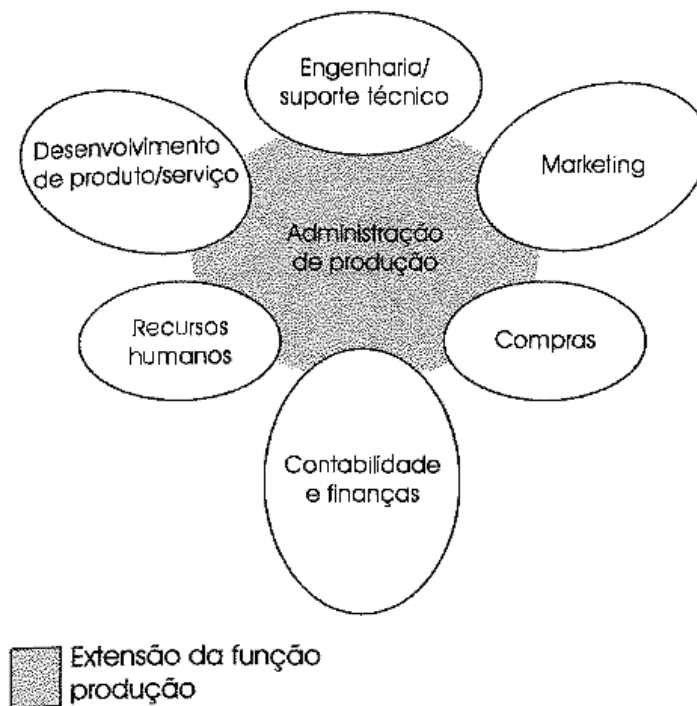 Engenharia/
suporte técnico
Desenvolvimento
de produto/serviço
Marketing
Administração
de produção
Recursos
humanos
Compras
Contabilidade
e finanças
Extensão da função
produção